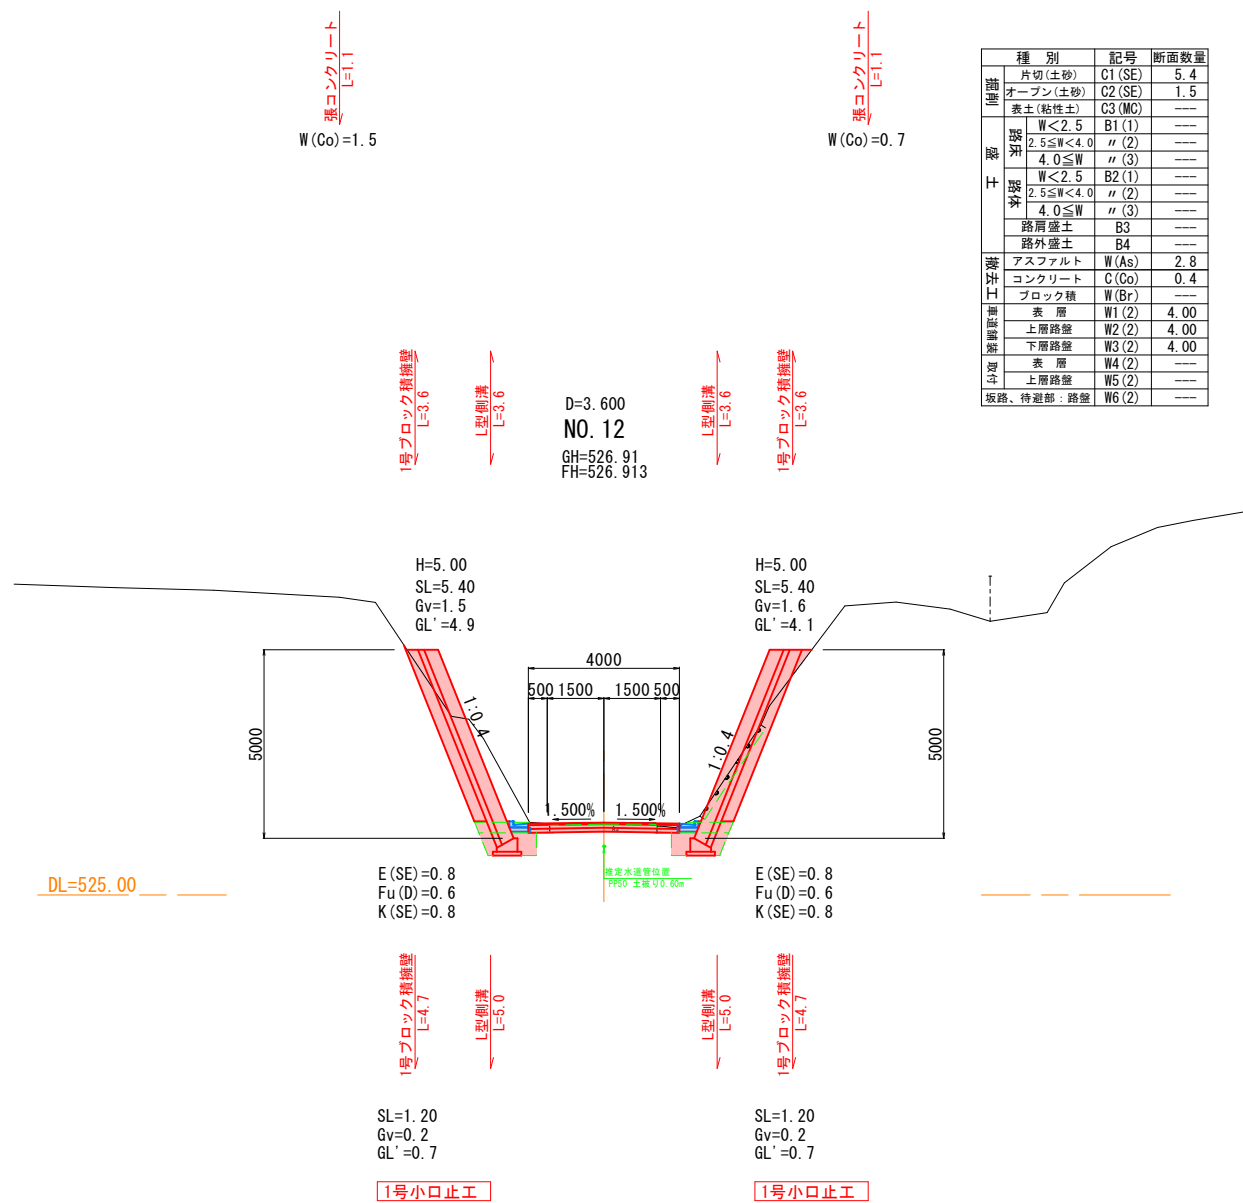 張コンクリート
L=1.1
W(Co)=1.5
張コンクリート
L=1.1
W(Co)=0.7
種 別 記号 断面数量
掘削 片切(土砂) C1(SE) 5.4
オープン(土砂) C2(SE) 1.5
表土(粘性土) C3(MC) ---
盛土 路床 W<2.5 B1(1) ---
2.5≦W<4.0 〃(2) ---
4.0≦W 〃(3) ---
路体 W<2.5 B2(1) ---
2.5≦W<4.0 〃(2) ---
4.0≦W 〃(3) ---
路肩盛土 B3 ---
路外盛土 B4 ---
撤去工 アスファルト W(As) 2.8
コンクリート C(Co) 0.4
ブロック積 W(Br) ---
車道舗装 表 層 W1(2) 4.00
上層路盤 W2(2) 4.00
下層路盤 W3(2) 4.00
取付 表 層 W4(2) ---
上層路盤 W5(2) ---
坂路、待避部：路盤 W6(2) ---
1号ブロック積擁壁
L=3.6
L型側溝
L=3.6
D=3.600
NO.12
GH=526.91
FH=526.913
L型側溝
L=3.6
1号ブロック積擁壁
L=3.6
H=5.00
SL=5.40
Gv=1.5
GL'=4.9
H=5.00
SL=5.40
Gv=1.6
GL'=4.1
4000
500 1500 1500 500
1:0.4
1:0.4
5000
5000
1.500% 1.500%
推定水道管位置
PP50 土被り0.60m
DL=525.00
E(SE)=0.8
Fu(D)=0.6
K(SE)=0.8
E(SE)=0.8
Fu(D)=0.6
K(SE)=0.8
1号ブロック積擁壁
L=4.7
L型側溝
L=5.0
L型側溝
L=5.0
1号ブロック積擁壁
L=4.7
SL=1.20
Gv=0.2
GL'=0.7
SL=1.20
Gv=0.2
GL'=0.7
1号小口止工
1号小口止工